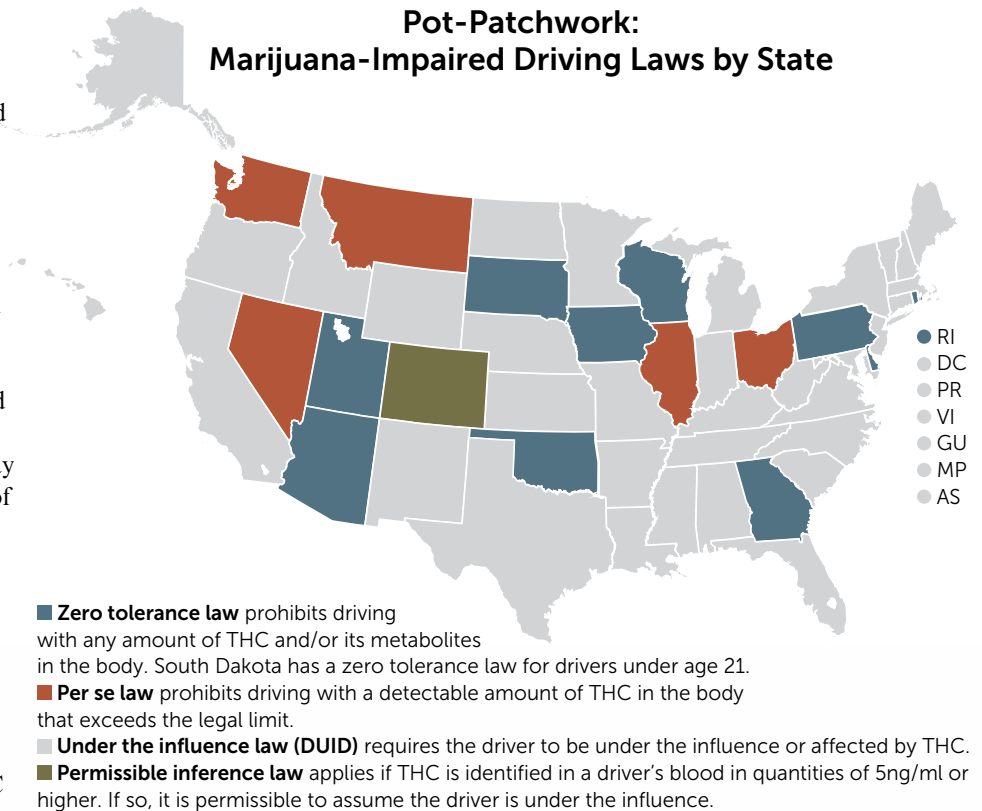 Pot-Patchwork:
Marijuana-Impaired Driving Laws by State
d
d
y
of
C
RI
DC
PR
VI
GU
MP
AS
Zero tolerance law prohibits driving
with any amount of THC and/or its metabolites
in the body. South Dakota has a zero tolerance law for drivers under age 21.
Per se law prohibits driving with a detectable amount of THC in the body
that exceeds the legal limit.
Under the influence law (DUID) requires the driver to be under the influence or affected by THC.
Permissible inference law applies if THC is identified in a driver’s blood in quantities of 5ng/ml or
higher. If so, it is permissible to assume the driver is under the influence.